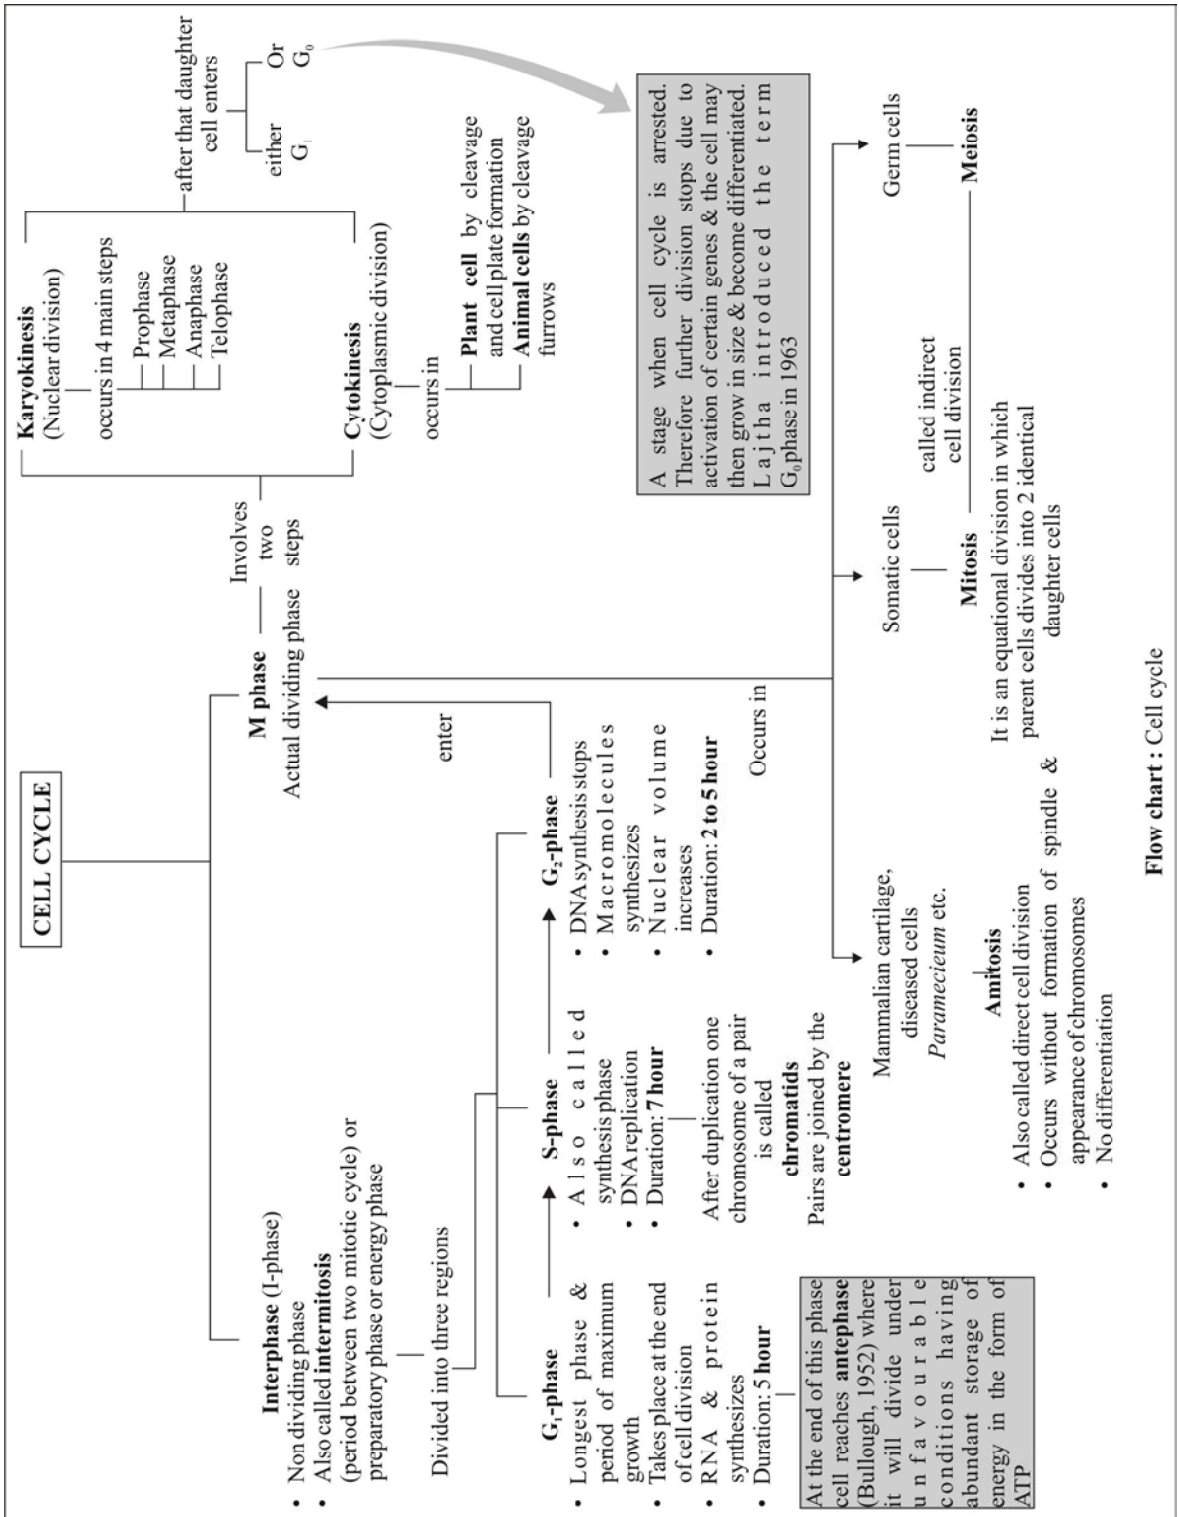 CELL CYCLE
Interphase (I-phase)
• Non dividing phase
• Also called intermitosis
(period between two mitotic cycle) or
preparatory phase or energy phase
Divided into three regions
G₁-phase
• Longest phase &
period of maximum
growth
• Takes place at the end
of cell division
• RNA & protein
synthesizes
• Duration: 5 hour
At the end of this phase
cell reaches antephase
(Bullough, 1952) where
it will divide under
unfavourable
conditions having
abundant storage of
energy in the form of
ATP
S-phase
• Also called
synthesis phase
• DNA replication
• Duration: 7 hour
After duplication one
chromosome of a pair
is called
chromatids
Pairs are joined by the
centromere
G₂-phase
• DNA synthesis stops
• Macromolecules
synthesizes
• Nuclear volume
increases
• Duration: 2 to 5 hour
enter
M phase
Actual dividing phase
Involves
two
steps
Karyokinesis
(Nuclear division)
occurs in 4 main steps
Prophase
Metaphase
Anaphase
Telophase
Cytokinesis
(Cytoplasmic division)
occurs in
Plant cell by cleavage
and cell plate formation
Animal cells by cleavage
furrows
after that daughter
cell enters
either Or
G₁ G₀
A stage when cell cycle is arrested.
Therefore further division stops due to
activation of certain genes & the cell may
then grow in size & become differentiated.
Lajtha introduced the term
G₀ phase in 1963
Occurs in
Mammalian cartilage,
diseased cells
Paramecieum etc.
Amitosis
• Also called direct cell division
• Occurs without formation of spindle &
appearance of chromosomes
• No differentiation
Somatic cells
Mitosis
It is an equational division in which
parent cells divides into 2 identical
daughter cells
called indirect
cell division
Germ cells
Meiosis
Flow chart : Cell cycle